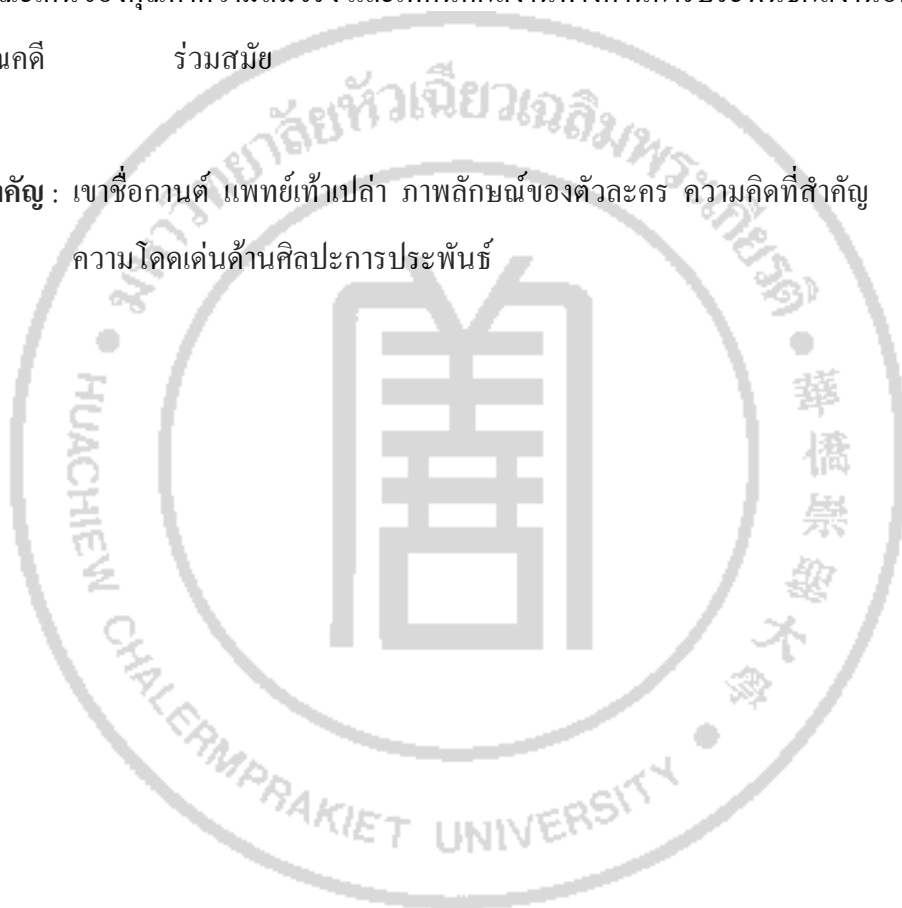 ณคดี ร่วมสมัย
คัญ : เขาชื่อกานต์ แพทย์เท้าเปล่า ภาพลักษณ์ของตัวละคร ความคิดที่สำคัญ
ความโดดเด่นด้านศิลปะการประพันธ์
มหาวิทยาลัยหัวเฉียวเฉลิมพระเกียรติ
華僑崇聖大學
HUACHIEW CHALERMPRAKIET UNIVERSITY